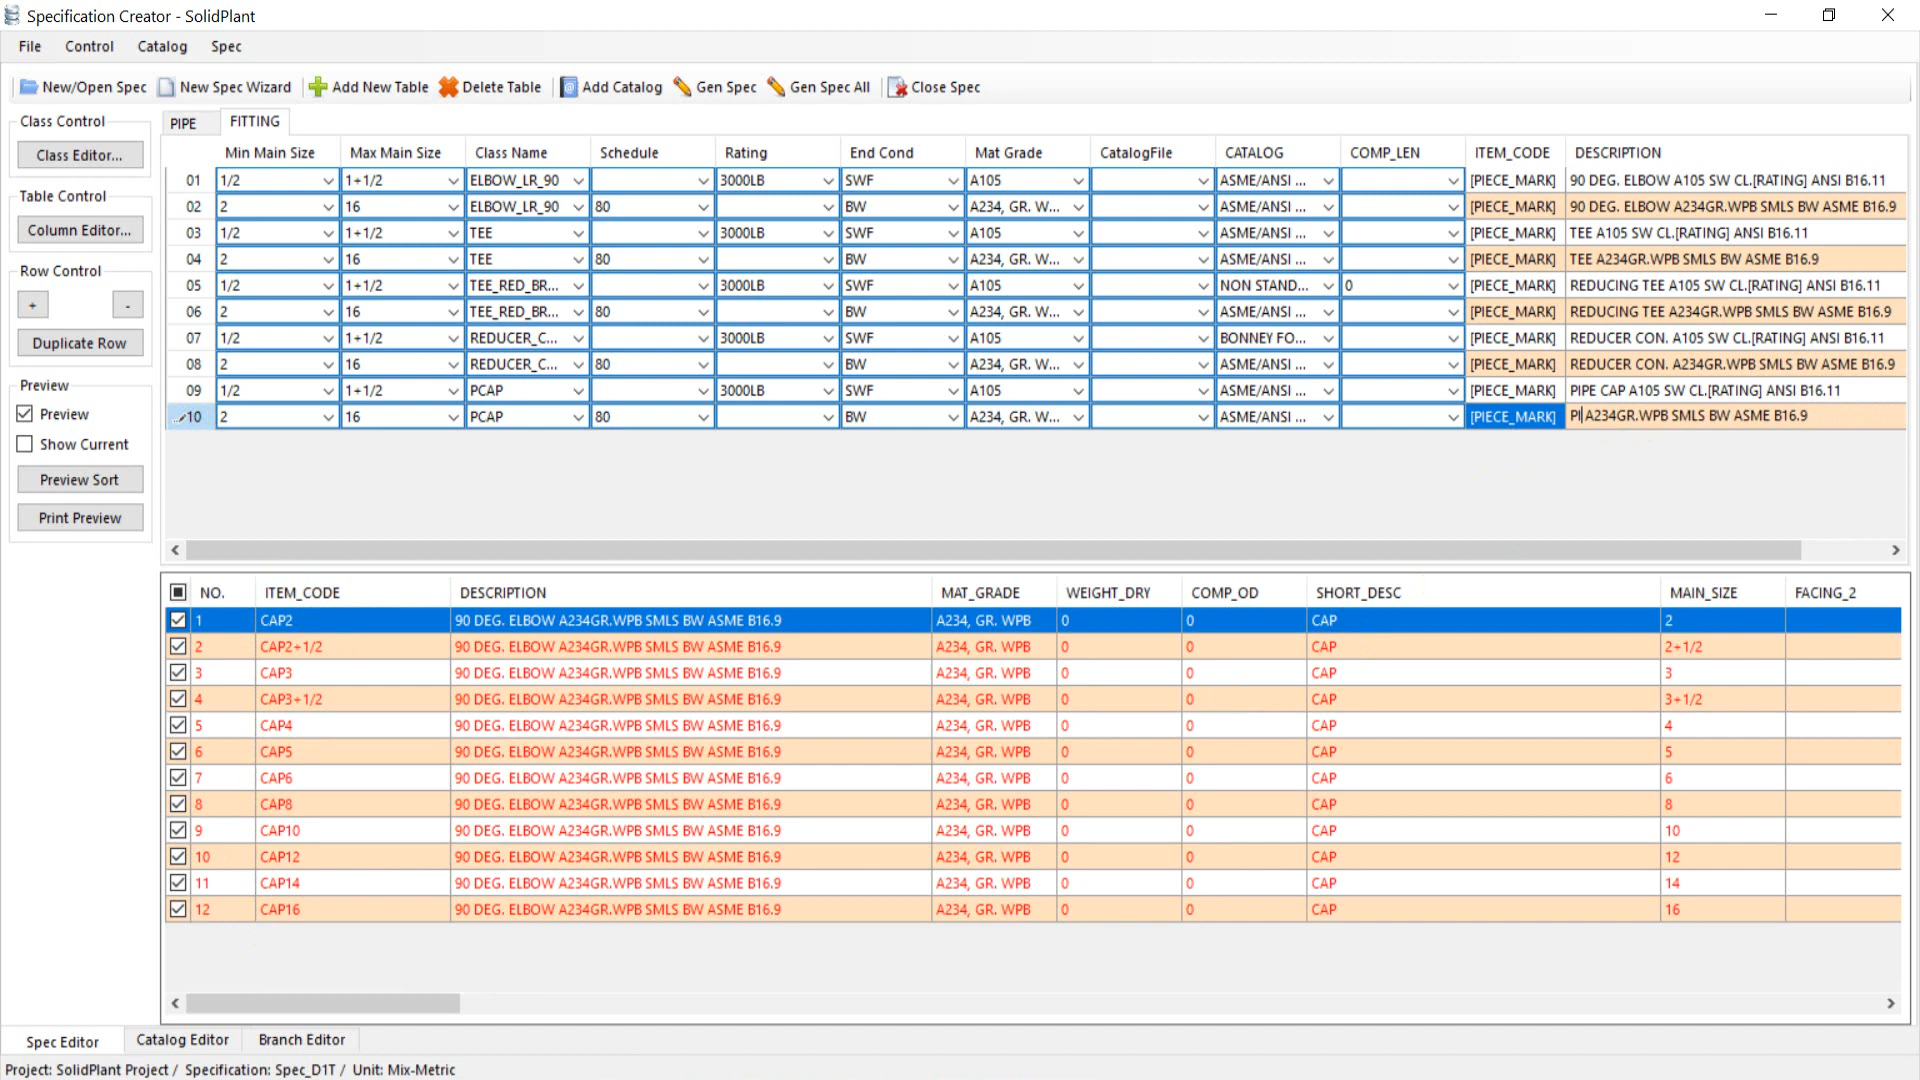 Specification Creator - SolidPlant
File Control Catalog Spec
New/Open Spec New Spec Wizard Add New Table Delete Table Add Catalog Gen Spec Gen Spec All Close Spec
Class Control
Class Editor...
Table Control
Column Editor...
Row Control
+ -
Duplicate Row
Preview
Preview
Show Current
Preview Sort
Print Preview
PIPE FITTING
Min Main Size Max Main Size Class Name Schedule Rating End Cond Mat Grade CatalogFile CATALOG COMP_LEN ITEM_CODE DESCRIPTION
01 1/2 1+1/2 ELBOW_LR_90 3000LB SWF A105 ASME/ANSI ... [PIECE_MARK] 90 DEG. ELBOW A105 SW CL.[RATING] ANSI B16.11
02 2 16 ELBOW_LR_90 80 BW A234, GR. W... ASME/ANSI ... [PIECE_MARK] 90 DEG. ELBOW A234GR.WPB SMLS BW ASME B16.9
03 1/2 1+1/2 TEE 3000LB SWF A105 ASME/ANSI ... [PIECE_MARK] TEE A105 SW CL.[RATING] ANSI B16.11
04 2 16 TEE 80 BW A234, GR. W... ASME/ANSI ... [PIECE_MARK] TEE A234GR.WPB SMLS BW ASME B16.9
05 1/2 1+1/2 TEE_RED_BR... 3000LB SWF A105 NON STAND... 0 [PIECE_MARK] REDUCING TEE A105 SW CL.[RATING] ANSI B16.11
06 2 16 TEE_RED_BR... 80 BW A234, GR. W... ASME/ANSI ... [PIECE_MARK] REDUCING TEE A234GR.WPB SMLS BW ASME B16.9
07 1/2 1+1/2 REDUCER_C... 3000LB SWF A105 BONNEY FO... [PIECE_MARK] REDUCER CON. A105 SW CL.[RATING] ANSI B16.11
08 2 16 REDUCER_C... 80 BW A234, GR. W... ASME/ANSI ... [PIECE_MARK] REDUCER CON. A234GR.WPB SMLS BW ASME B16.9
09 1/2 1+1/2 PCAP 3000LB SWF A105 ASME/ANSI ... [PIECE_MARK] PIPE CAP A105 SW CL.[RATING] ANSI B16.11
10 2 16 PCAP 80 BW A234, GR. W... ASME/ANSI ... [PIECE_MARK] PI A234GR.WPB SMLS BW ASME B16.9
NO. ITEM_CODE DESCRIPTION MAT_GRADE WEIGHT_DRY COMP_OD SHORT_DESC MAIN_SIZE FACING_2
1 CAP2 90 DEG. ELBOW A234GR.WPB SMLS BW ASME B16.9 A234, GR. WPB 0 0 CAP 2
2 CAP2+1/2 90 DEG. ELBOW A234GR.WPB SMLS BW ASME B16.9 A234, GR. WPB 0 0 CAP 2+1/2
3 CAP3 90 DEG. ELBOW A234GR.WPB SMLS BW ASME B16.9 A234, GR. WPB 0 0 CAP 3
4 CAP3+1/2 90 DEG. ELBOW A234GR.WPB SMLS BW ASME B16.9 A234, GR. WPB 0 0 CAP 3+1/2
5 CAP4 90 DEG. ELBOW A234GR.WPB SMLS BW ASME B16.9 A234, GR. WPB 0 0 CAP 4
6 CAP5 90 DEG. ELBOW A234GR.WPB SMLS BW ASME B16.9 A234, GR. WPB 0 0 CAP 5
7 CAP6 90 DEG. ELBOW A234GR.WPB SMLS BW ASME B16.9 A234, GR. WPB 0 0 CAP 6
8 CAP8 90 DEG. ELBOW A234GR.WPB SMLS BW ASME B16.9 A234, GR. WPB 0 0 CAP 8
9 CAP10 90 DEG. ELBOW A234GR.WPB SMLS BW ASME B16.9 A234, GR. WPB 0 0 CAP 10
10 CAP12 90 DEG. ELBOW A234GR.WPB SMLS BW ASME B16.9 A234, GR. WPB 0 0 CAP 12
11 CAP14 90 DEG. ELBOW A234GR.WPB SMLS BW ASME B16.9 A234, GR. WPB 0 0 CAP 14
12 CAP16 90 DEG. ELBOW A234GR.WPB SMLS BW ASME B16.9 A234, GR. WPB 0 0 CAP 16
Spec Editor Catalog Editor Branch Editor
Project: SolidPlant Project / Specification: Spec_D1T / Unit: Mix-Metric